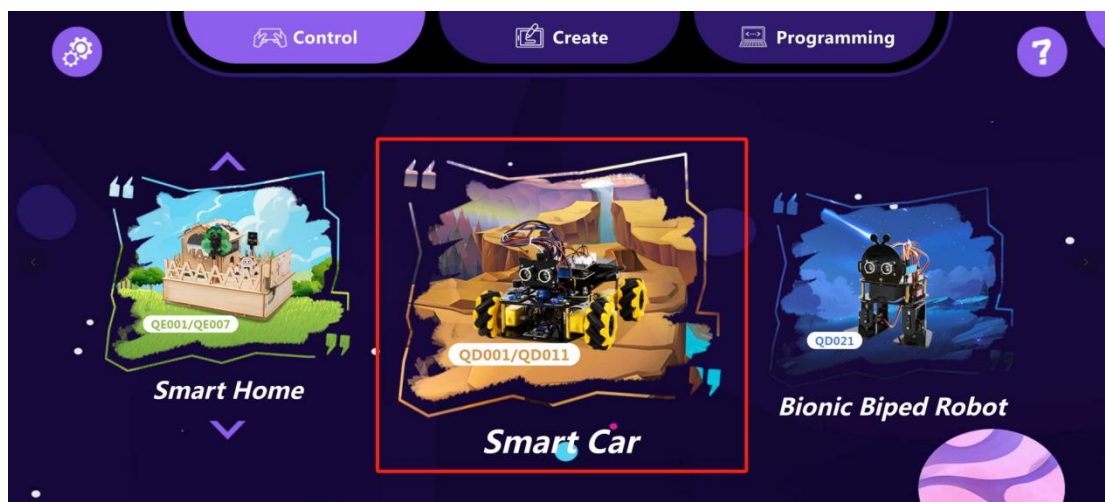 Control
Create
Programming
?
QE001/QE007
Smart Home
QD001/QD011
Smart Car
QD021
Bionic Biped Robot